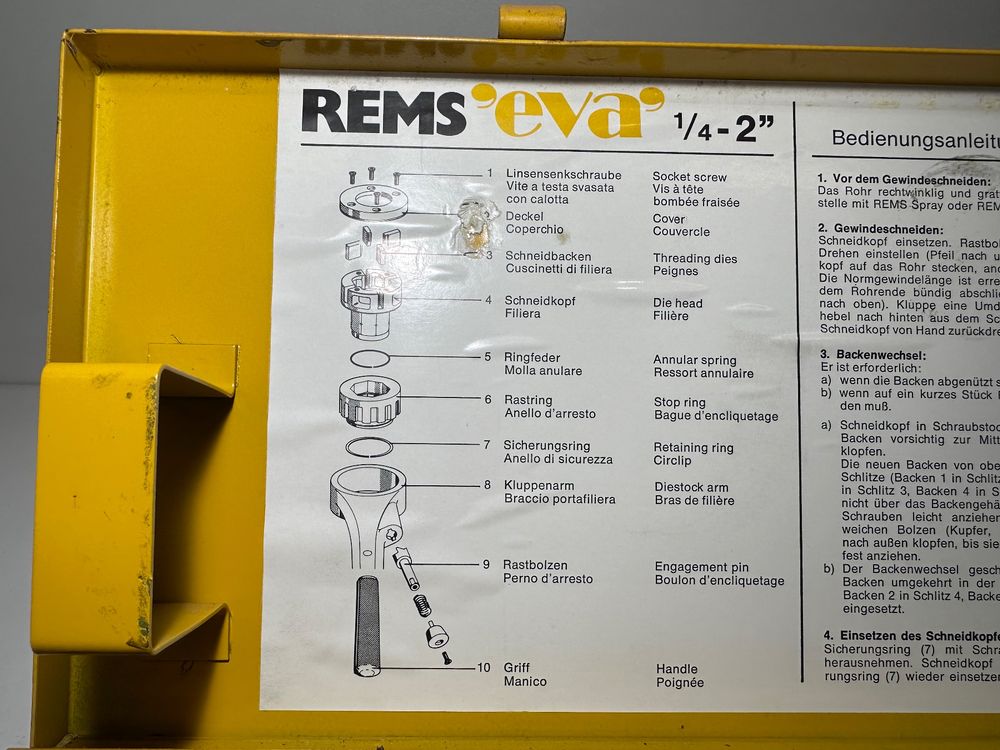 REMS 'eva' 1/4-2"
1 Linsensenkschraube
Vite a testa svasata
con calotta
Socket screw
Vis à tête
bombée fraisée
Deckel
Coperchio
Cover
Couvercle
3 Schneidbacken
Cuscinetti di filiera
Threading dies
Peignes
4 Schneidkopf
Filiera
Die head
Filière
5 Ringfeder
Molla anulare
Annular spring
Ressort annulaire
6 Rastring
Anello d'arresto
Stop ring
Bague d'encliquetage
7 Sicherungsring
Anello di sicurezza
Retaining ring
Circlip
8 Kluppenarm
Braccio portafiliera
Diestock arm
Bras de filière
9 Rastbolzen
Perno d'arresto
Engagement pin
Boulon d'encliquetage
10 Griff
Manico
Handle
Poignée
Bedienungsanleitu
1. Vor dem Gewindeschneiden:
Das Rohr rechtwinklig und grat
stelle mit REMS Spray oder REM
2. Gewindeschneiden:
Schneidkopf einsetzen. Rastbol
Drehen einstellen (Pfeil nach u
kopf auf das Rohr stecken, and
Die Normgewindelänge ist erre
dem Rohrende bündig abschlie
nach oben). Kluppe eine Umd
hebel nach hinten aus dem Sc
Schneidkopf von Hand zurückdre
3. Backenwechsel:
Er ist erforderlich:
a) wenn die Backen abgenützt s
b) wenn auf ein kurzes Stück
den muß.
a) Schneidkopf in Schraubstoc
Backen vorsichtig zur Mitt
klopfen.
Die neuen Backen von obe
Schlitze (Backen 1 in Schlitz
in Schlitz 3, Backen 4 in S
nicht über das Backengehä
Schrauben leicht anziehen
weichen Bolzen (Kupfer,
nach außen klopfen, bis sie
fest anziehen.
b) Der Backenwechsel gesch
Backen umgekehrt in der
Backen 2 in Schlitz 4, Backe
eingesetzt.
4. Einsetzen des Schneidkopfe
Sicherungsring (7) mit Schra
herausnehmen. Schneidkopf
rungsring (7) wieder einsetzen